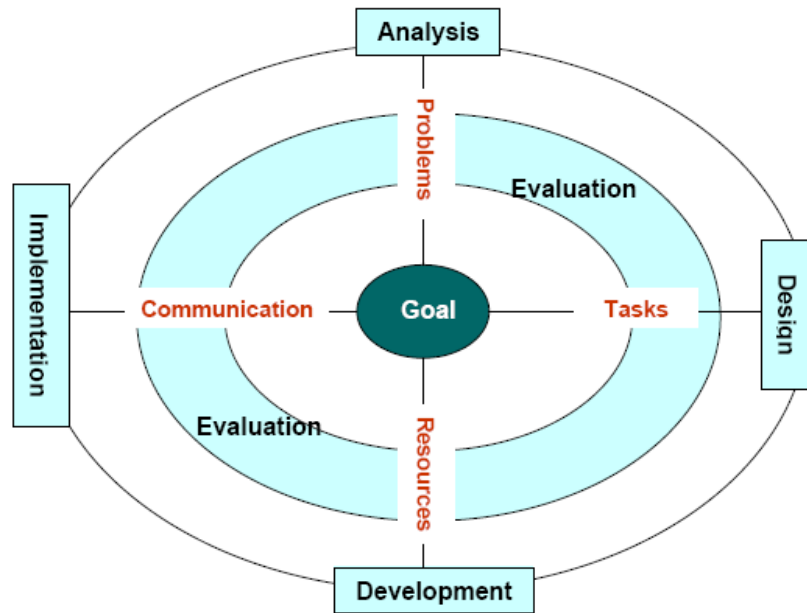 Analysis
Problems
Evaluation
Implementation
Communication
Goal
Tasks
Design
Evaluation
Resources
Development